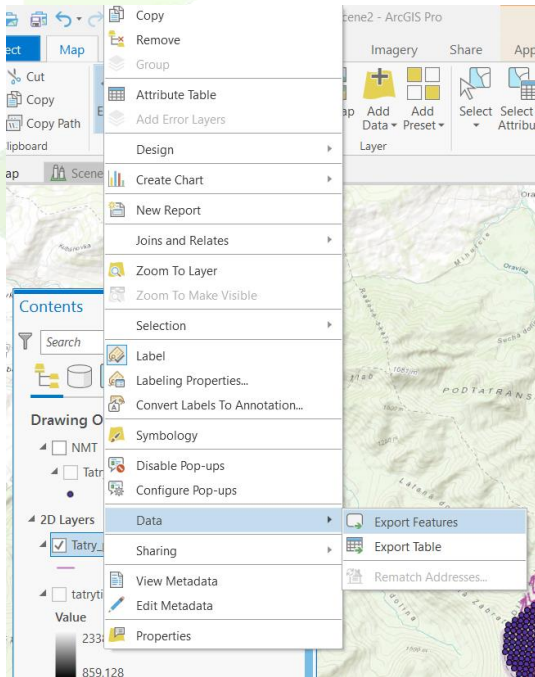 cene2 - ArcGIS Pro
Map
Imagery
Share
App
Cut
Copy
Copy Path
Clipboard
Add Data
Add Preset
Select
Select
Layer
Scene
Copy
Remove
Group
Attribute Table
Add Error Layers
Design
Create Chart
New Report
Joins and Relates
Zoom To Layer
Zoom To Make Visible
Selection
Label
Labeling Properties...
Convert Labels To Annotation...
Symbology
Disable Pop-ups
Configure Pop-ups
Data
Sharing
View Metadata
Edit Metadata
Properties
Export Features
Export Table
Rematch Addresses...
Contents
Search
Drawing O
NMT
Tatr
2D Layers
Tatry_
tatryti
Value
2338
859.128
PODTATRANS